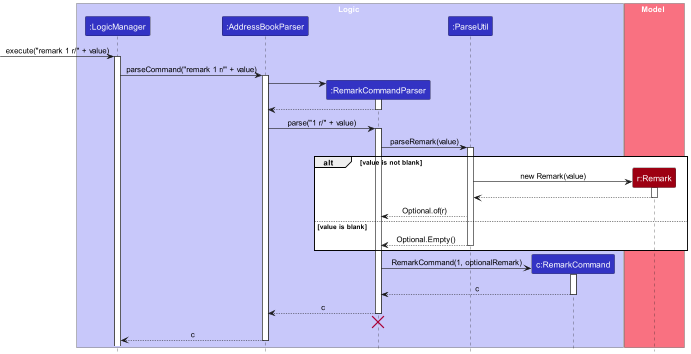 Logic
Model
:LogicManager
:AddressBookParser
:ParseUtil
execute("remark 1 r/" + value)
parseCommand("remark 1 r/" + value)
:RemarkCommandParser
parse("1 r/" + value)
parseRemark(value)
alt
[value is not blank]
new Remark(value)
r:Remark
Optional.of(r)
[value is blank]
Optional.Empty()
RemarkCommand(1, optionalRemark)
c:RemarkCommand
c
c
c